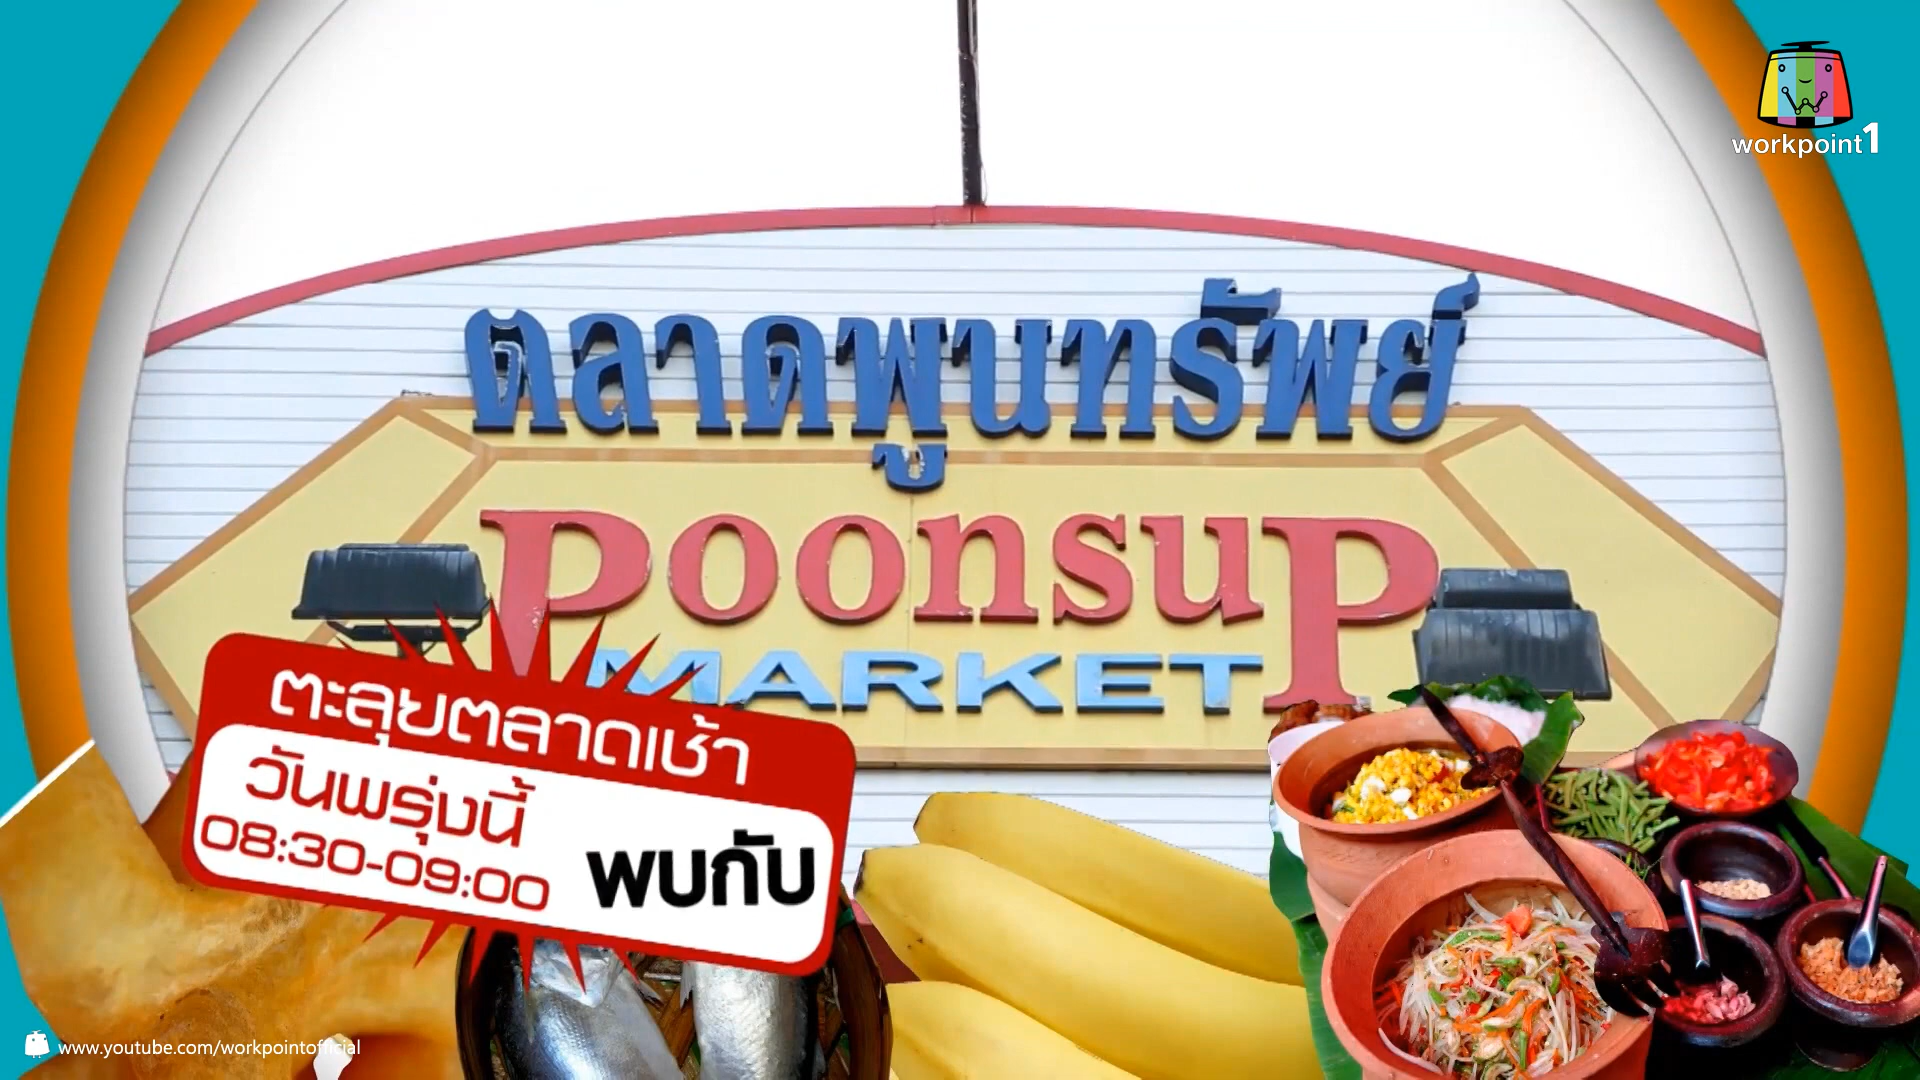 workpoint1
ตลาดพูนทรัพย์
Poonsup
MARKET
ตะลุยตลาดเช้า
วันพรุ่งนี้
08:30-09:00
พบกับ
www.youtube.com/workpointofficial